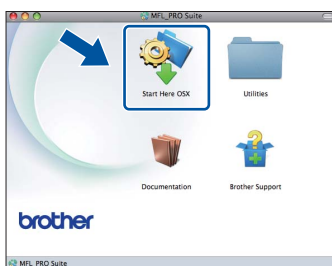 MFL_PRO Suite
Start Here OSX
Utilities
Documentation
Brother Support
brother
MFL_PRO Suite